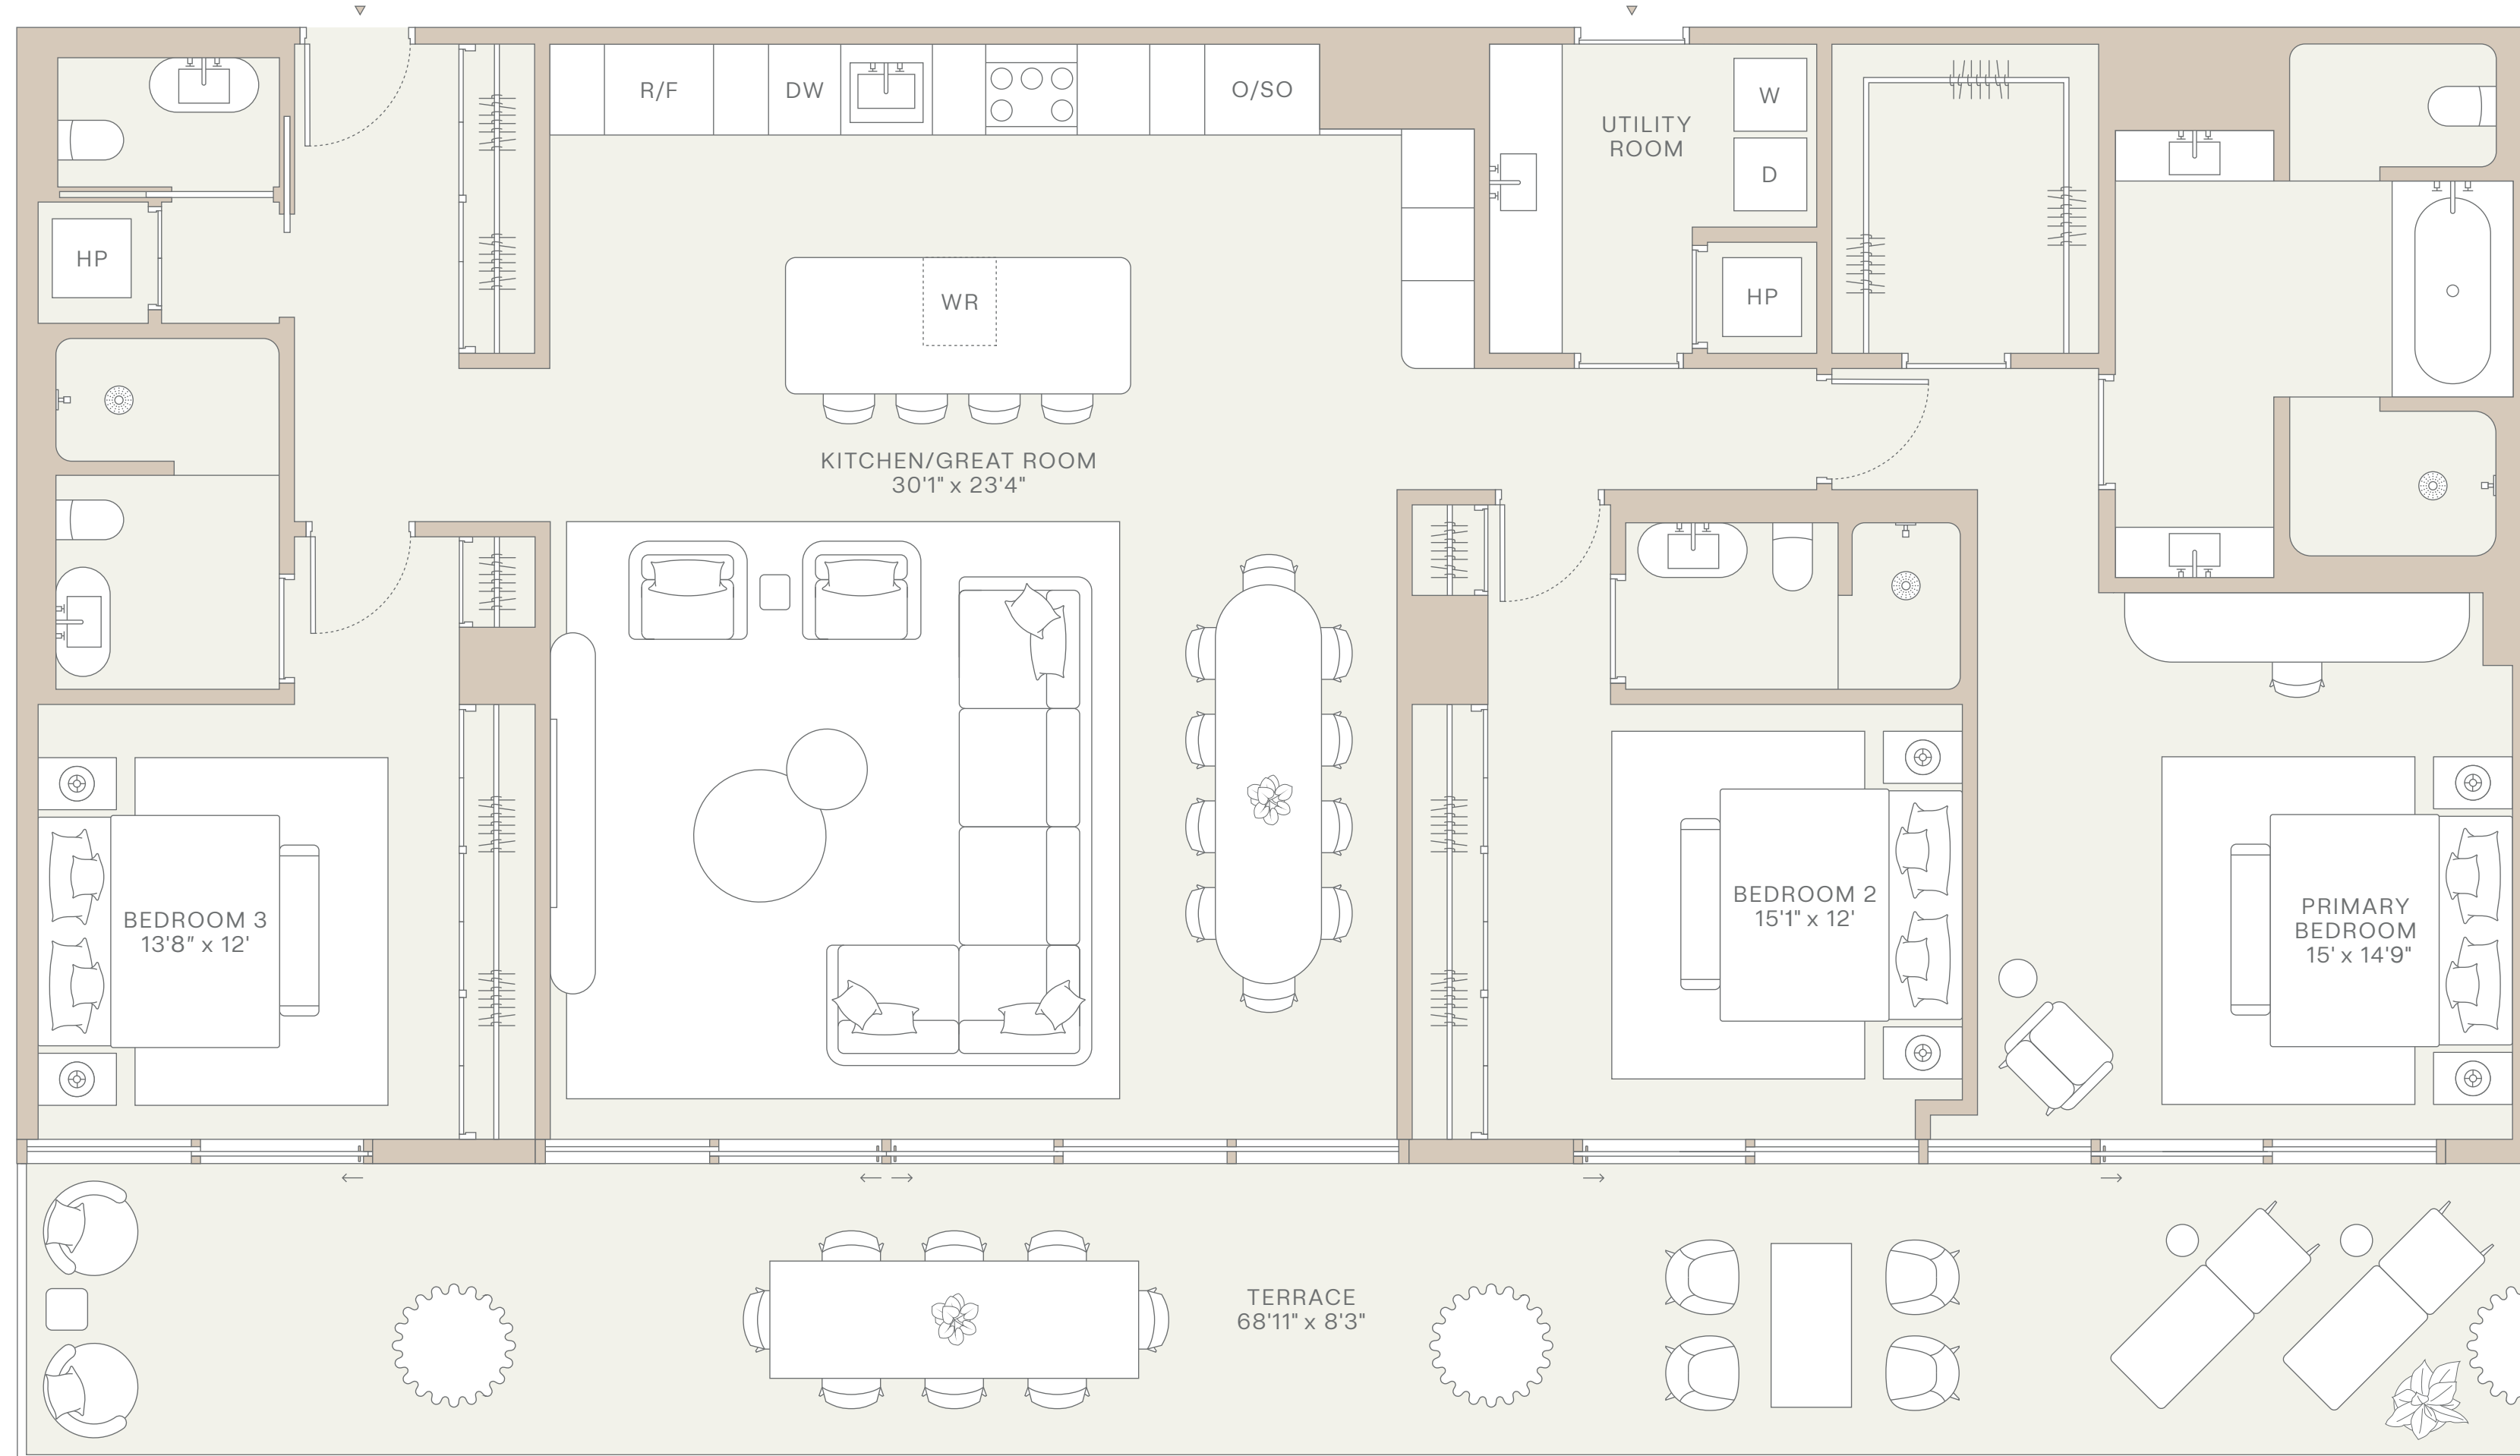 R/F
DW
O/SO
UTILITY
ROOM
W
D
HP
HP
WR
KITCHEN/GREAT ROOM
30'1" x 23'4"
BEDROOM 3
13'8" x 12'
BEDROOM 2
15'1" x 12'
PRIMARY
BEDROOM
15' x 14'9"
TERRACE
68'11" x 8'3"